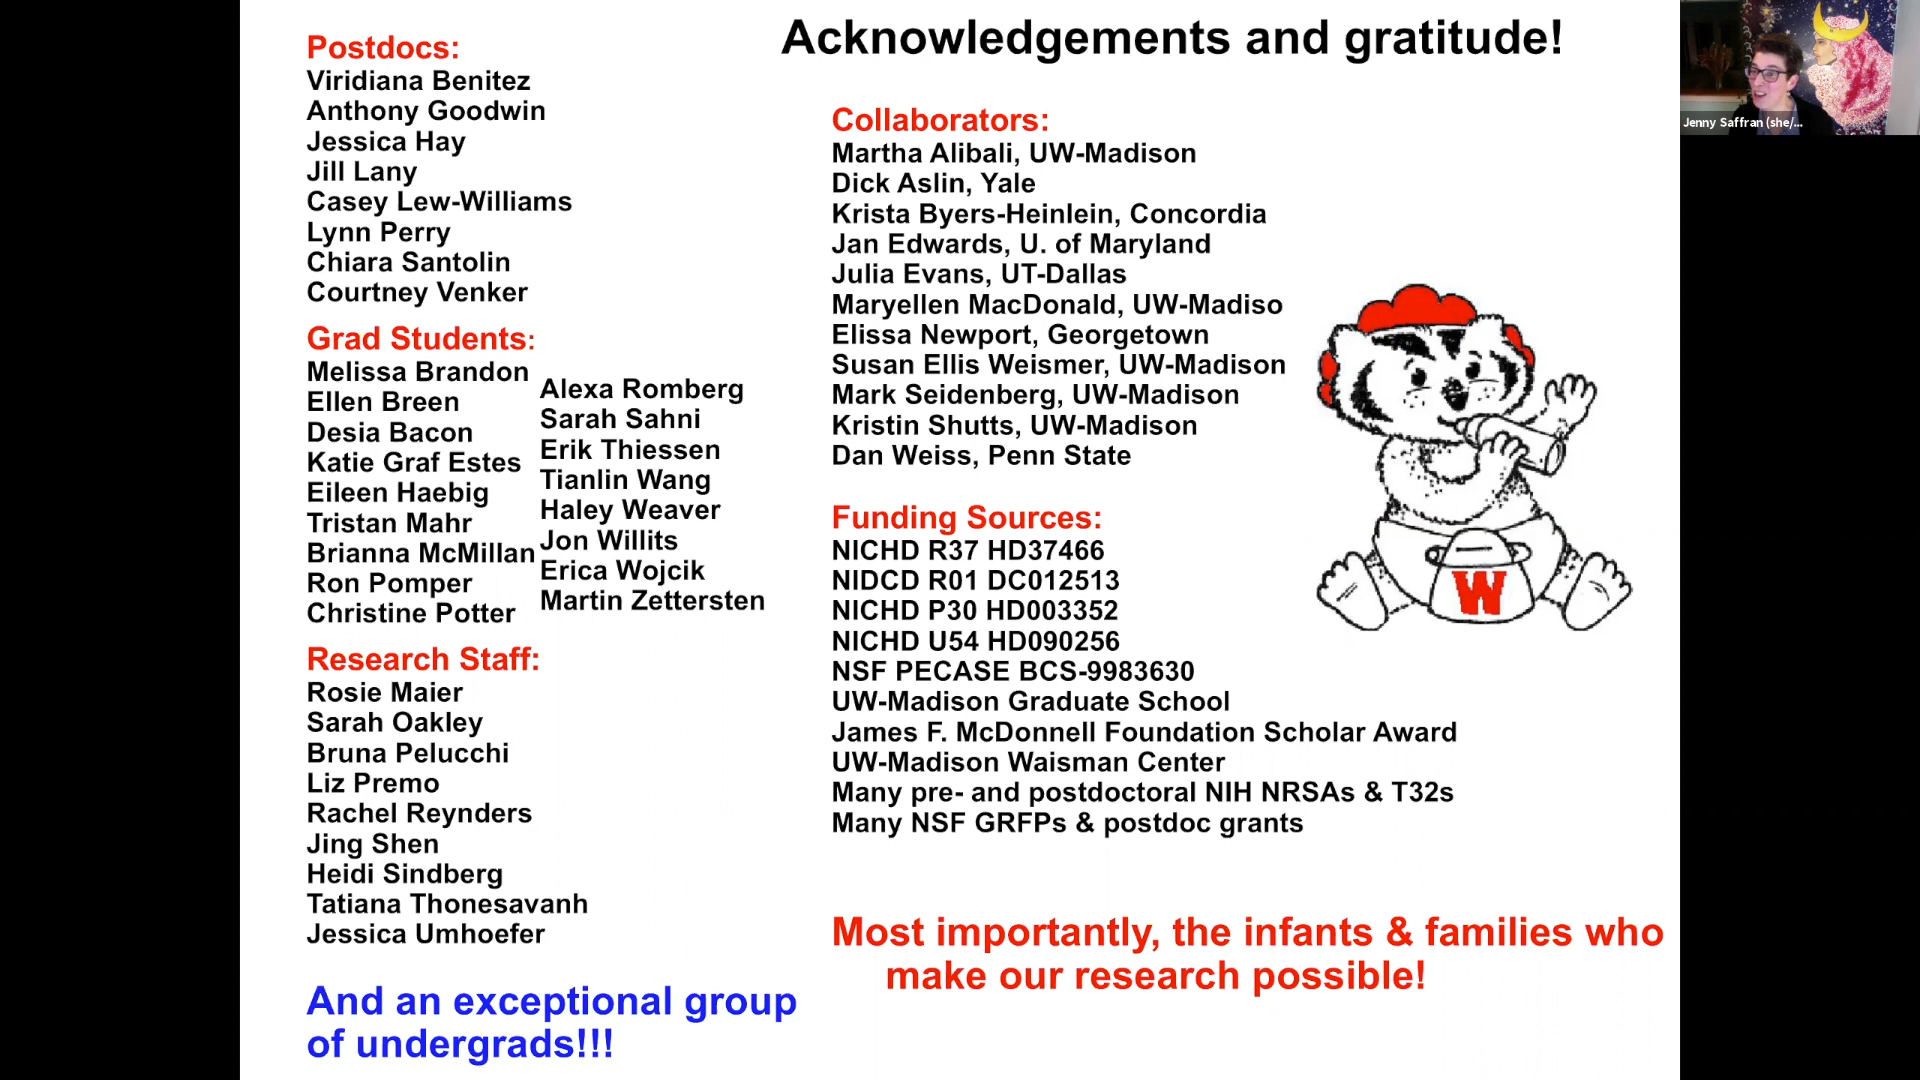 Acknowledgements and gratitude!
Postdocs:
Viridiana Benitez
Anthony Goodwin
Jessica Hay
Jill Lany
Casey Lew-Williams
Lynn Perry
Chiara Santolin
Courtney Venker
Grad Students:
Melissa Brandon
Ellen Breen
Desia Bacon
Katie Graf Estes
Eileen Haebig
Tristan Mahr
Brianna McMillan
Ron Pomper
Christine Potter
Alexa Romberg
Sarah Sahni
Erik Thiessen
Tianlin Wang
Haley Weaver
Jon Willits
Erica Wojcik
Martin Zettersten
Research Staff:
Rosie Maier
Sarah Oakley
Bruna Pelucchi
Liz Premo
Rachel Reynders
Jing Shen
Heidi Sindberg
Tatiana Thonesavanh
Jessica Umhoefer
And an exceptional group
of undergrads!!!
Collaborators:
Martha Alibali, UW-Madison
Dick Aslin, Yale
Krista Byers-Heinlein, Concordia
Jan Edwards, U. of Maryland
Julia Evans, UT-Dallas
Maryellen MacDonald, UW-Madiso
Elissa Newport, Georgetown
Susan Ellis Weismer, UW-Madison
Mark Seidenberg, UW-Madison
Kristin Shutts, UW-Madison
Dan Weiss, Penn State
Funding Sources:
NICHD R37 HD37466
NIDCD R01 DC012513
NICHD P30 HD003352
NICHD U54 HD090256
NSF PECASE BCS-9983630
UW-Madison Graduate School
James F. McDonnell Foundation Scholar Award
UW-Madison Waisman Center
Many pre- and postdoctoral NIH NRSAs & T32s
Many NSF GRFPs & postdoc grants
Most importantly, the infants & families who
make our research possible!
W
Jenny Saffran (she/...